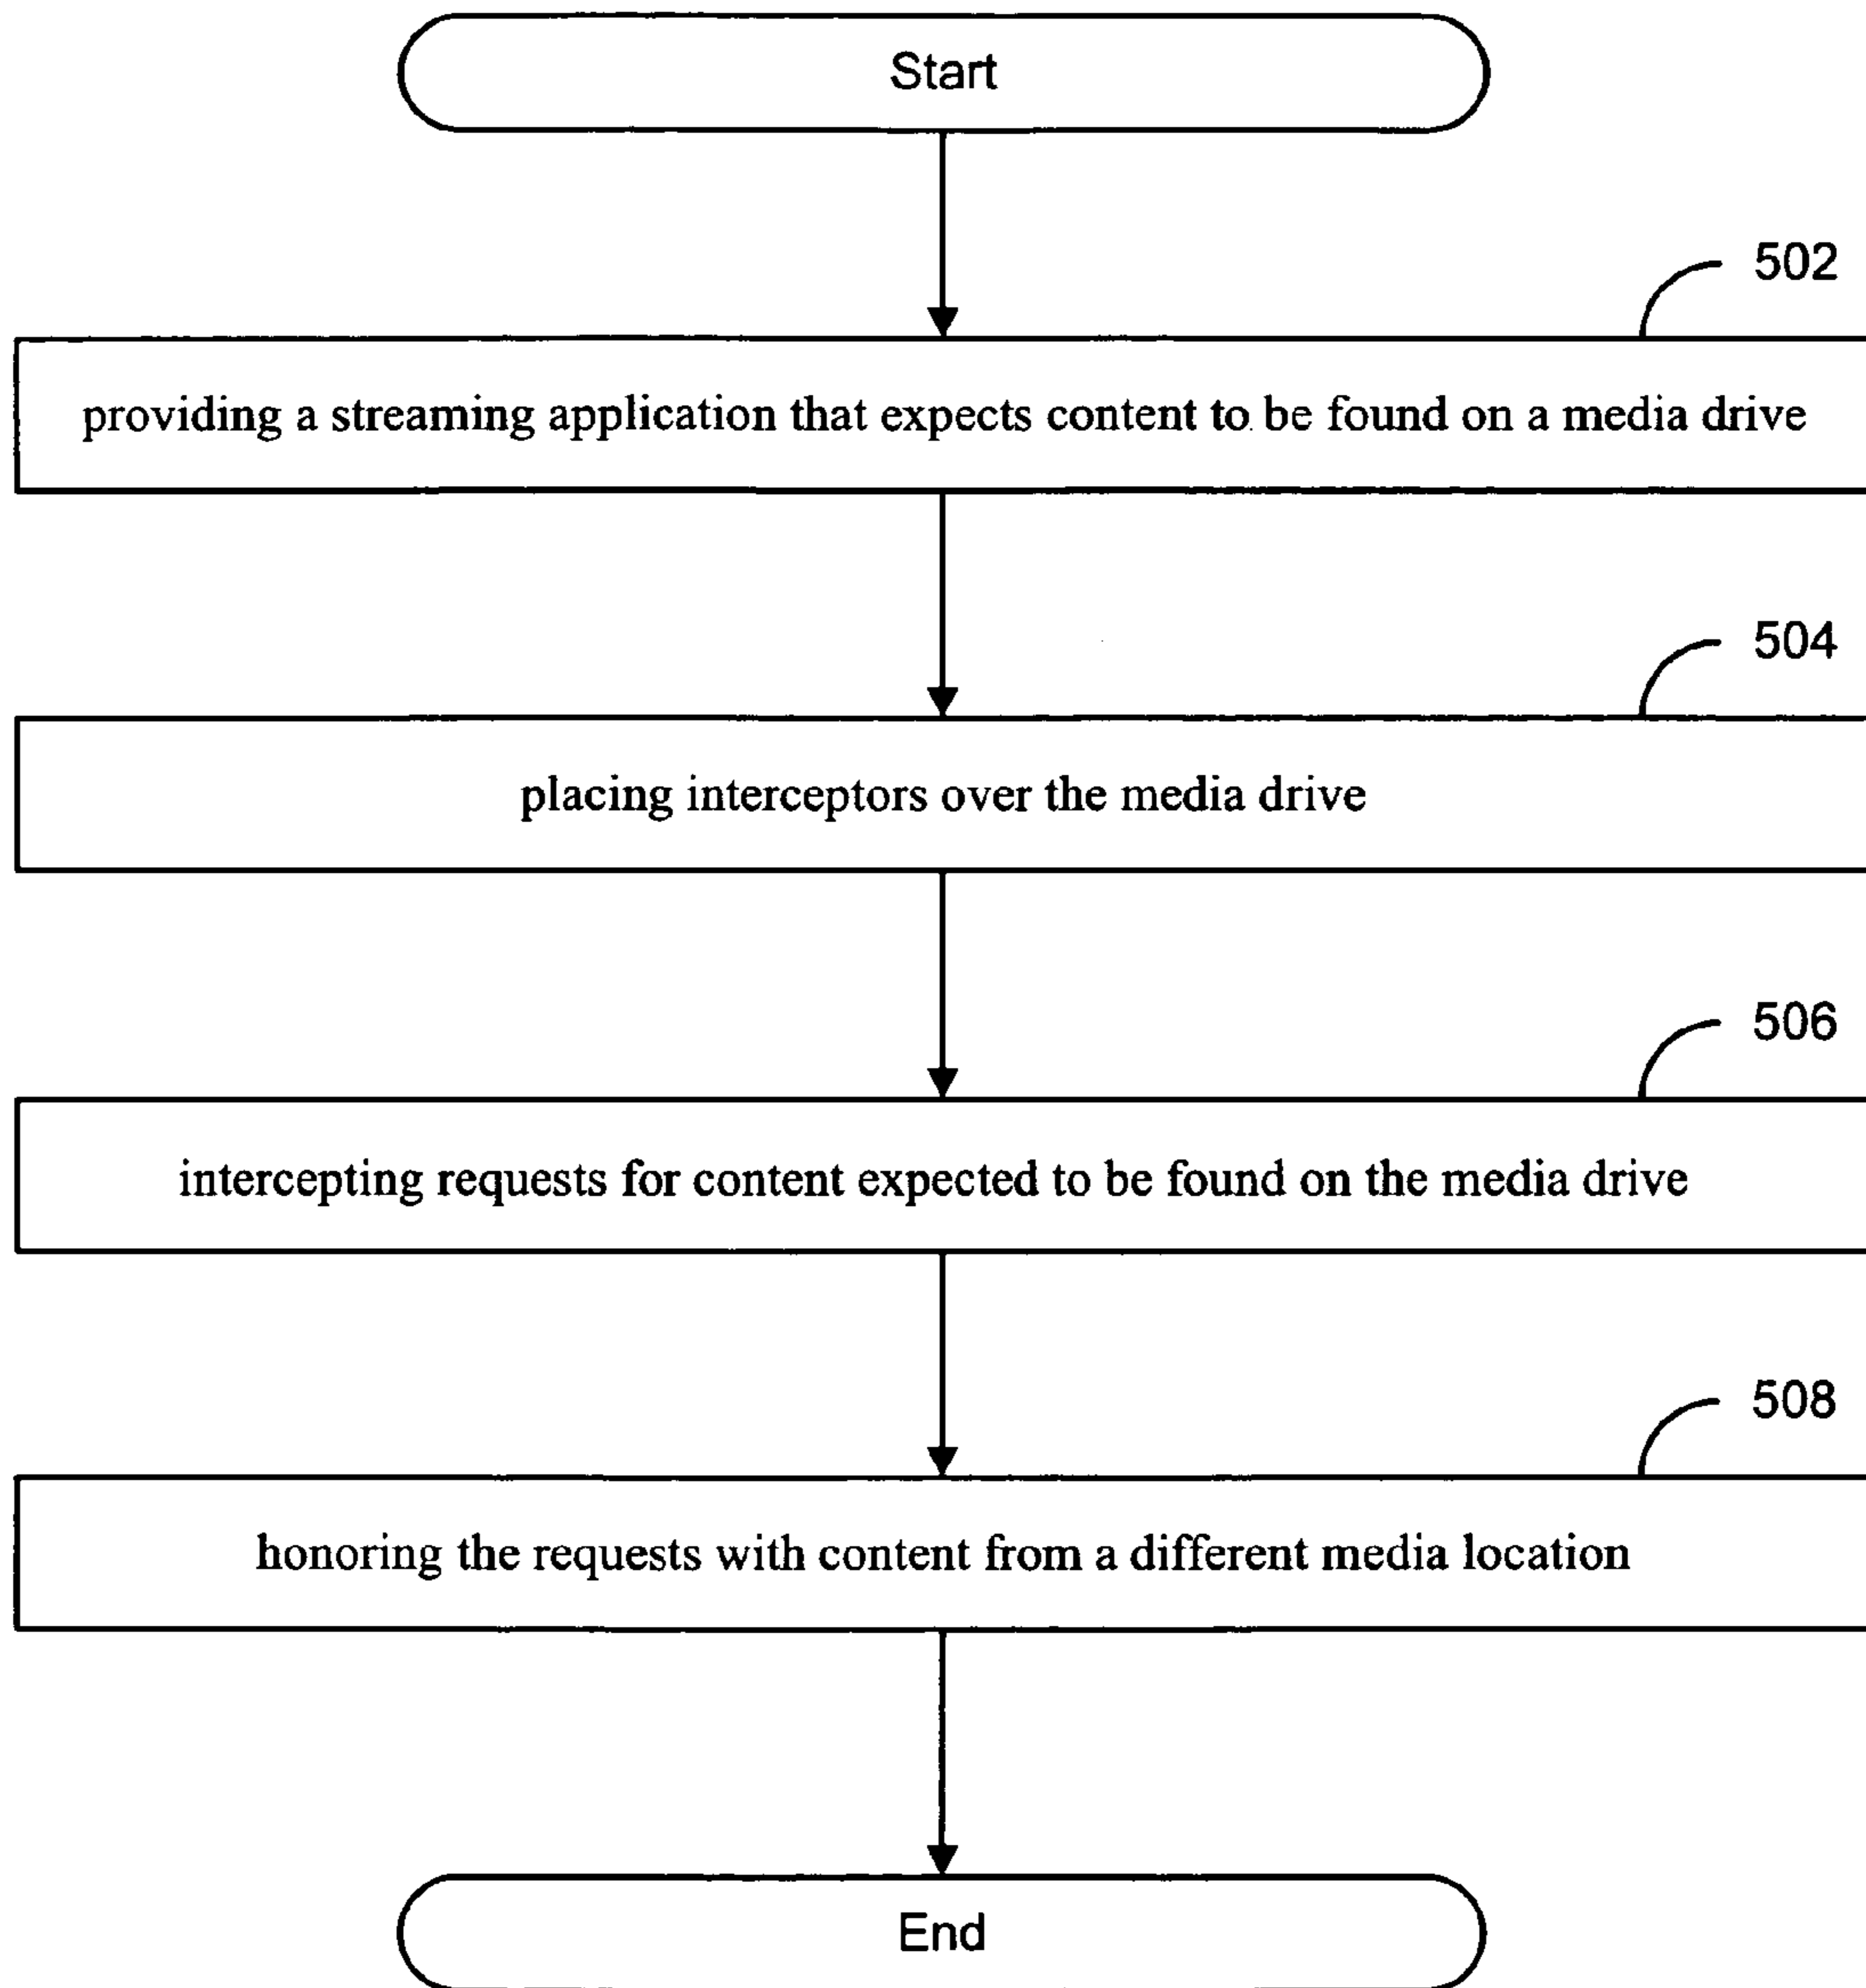 Start
502
providing a streaming application that expects content to be found on a media drive
504
placing interceptors over the media drive
506
intercepting requests for content expected to be found on the media drive
508
honoring the requests with content from a different media location
End